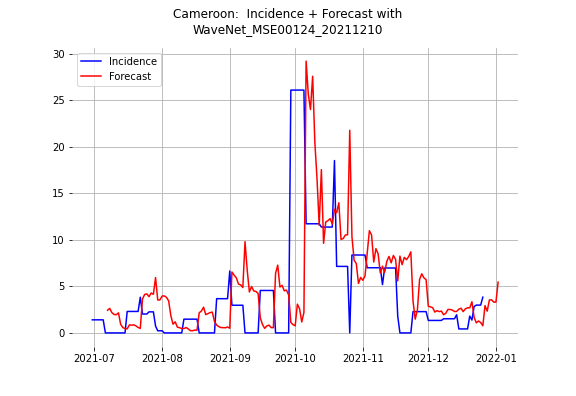 Cameroon:  Incidence + Forecast with
WaveNet_MSE00124_20211210
30
Incidence
Forecast
25
20
15
10
5
0
2021-07 2021-08 2021-09 2021-10 2021-11 2021-12 2022-01